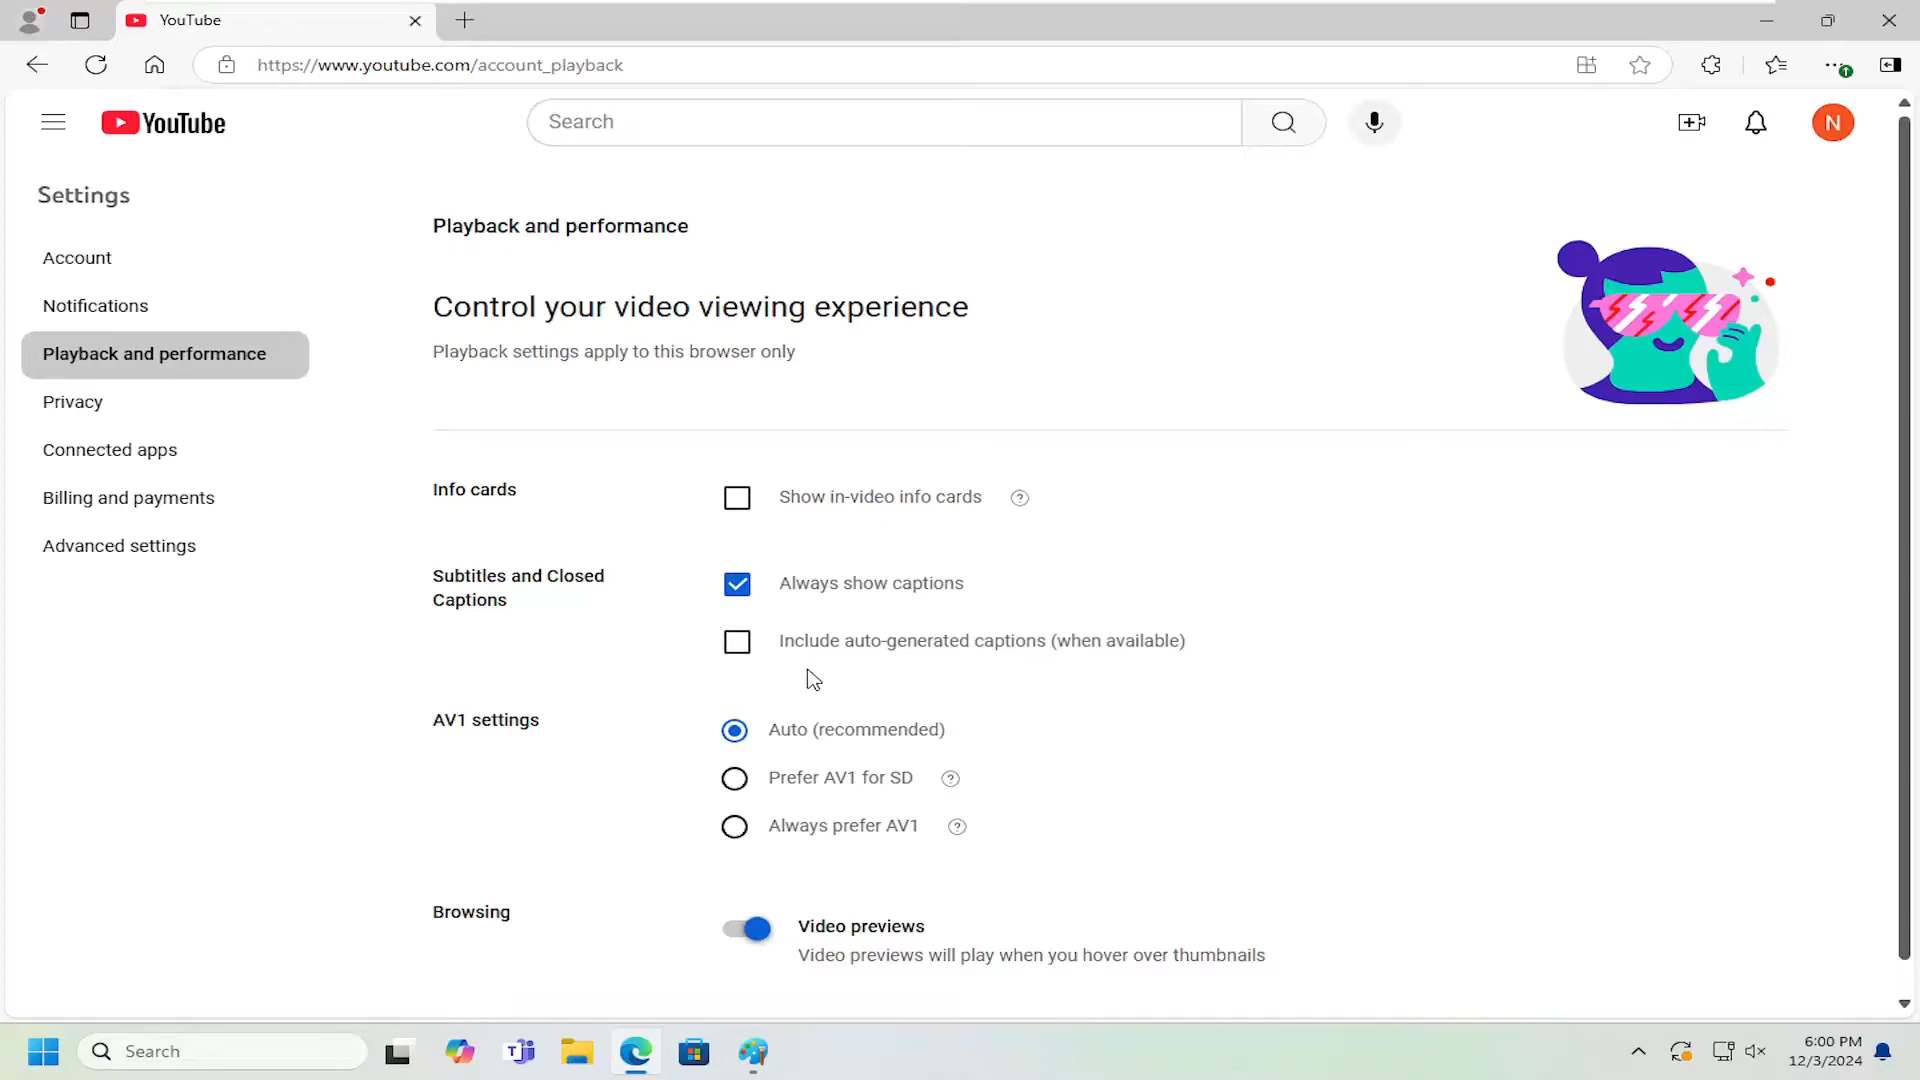 YouTube
https://www.youtube.com/account_playback
YouTube
Search
N
Settings
Account
Notifications
Playback and performance
Privacy
Connected apps
Billing and payments
Advanced settings
Playback and performance
Control your video viewing experience
Playback settings apply to this browser only
Info cards
Show in-video info cards
?
Subtitles and Closed
Captions
Always show captions
Include auto-generated captions (when available)
AV1 settings
Auto (recommended)
Prefer AV1 for SD
?
Always prefer AV1
?
Browsing
Video previews
Video previews will play when you hover over thumbnails
Search
6:00 PM
12/3/2024